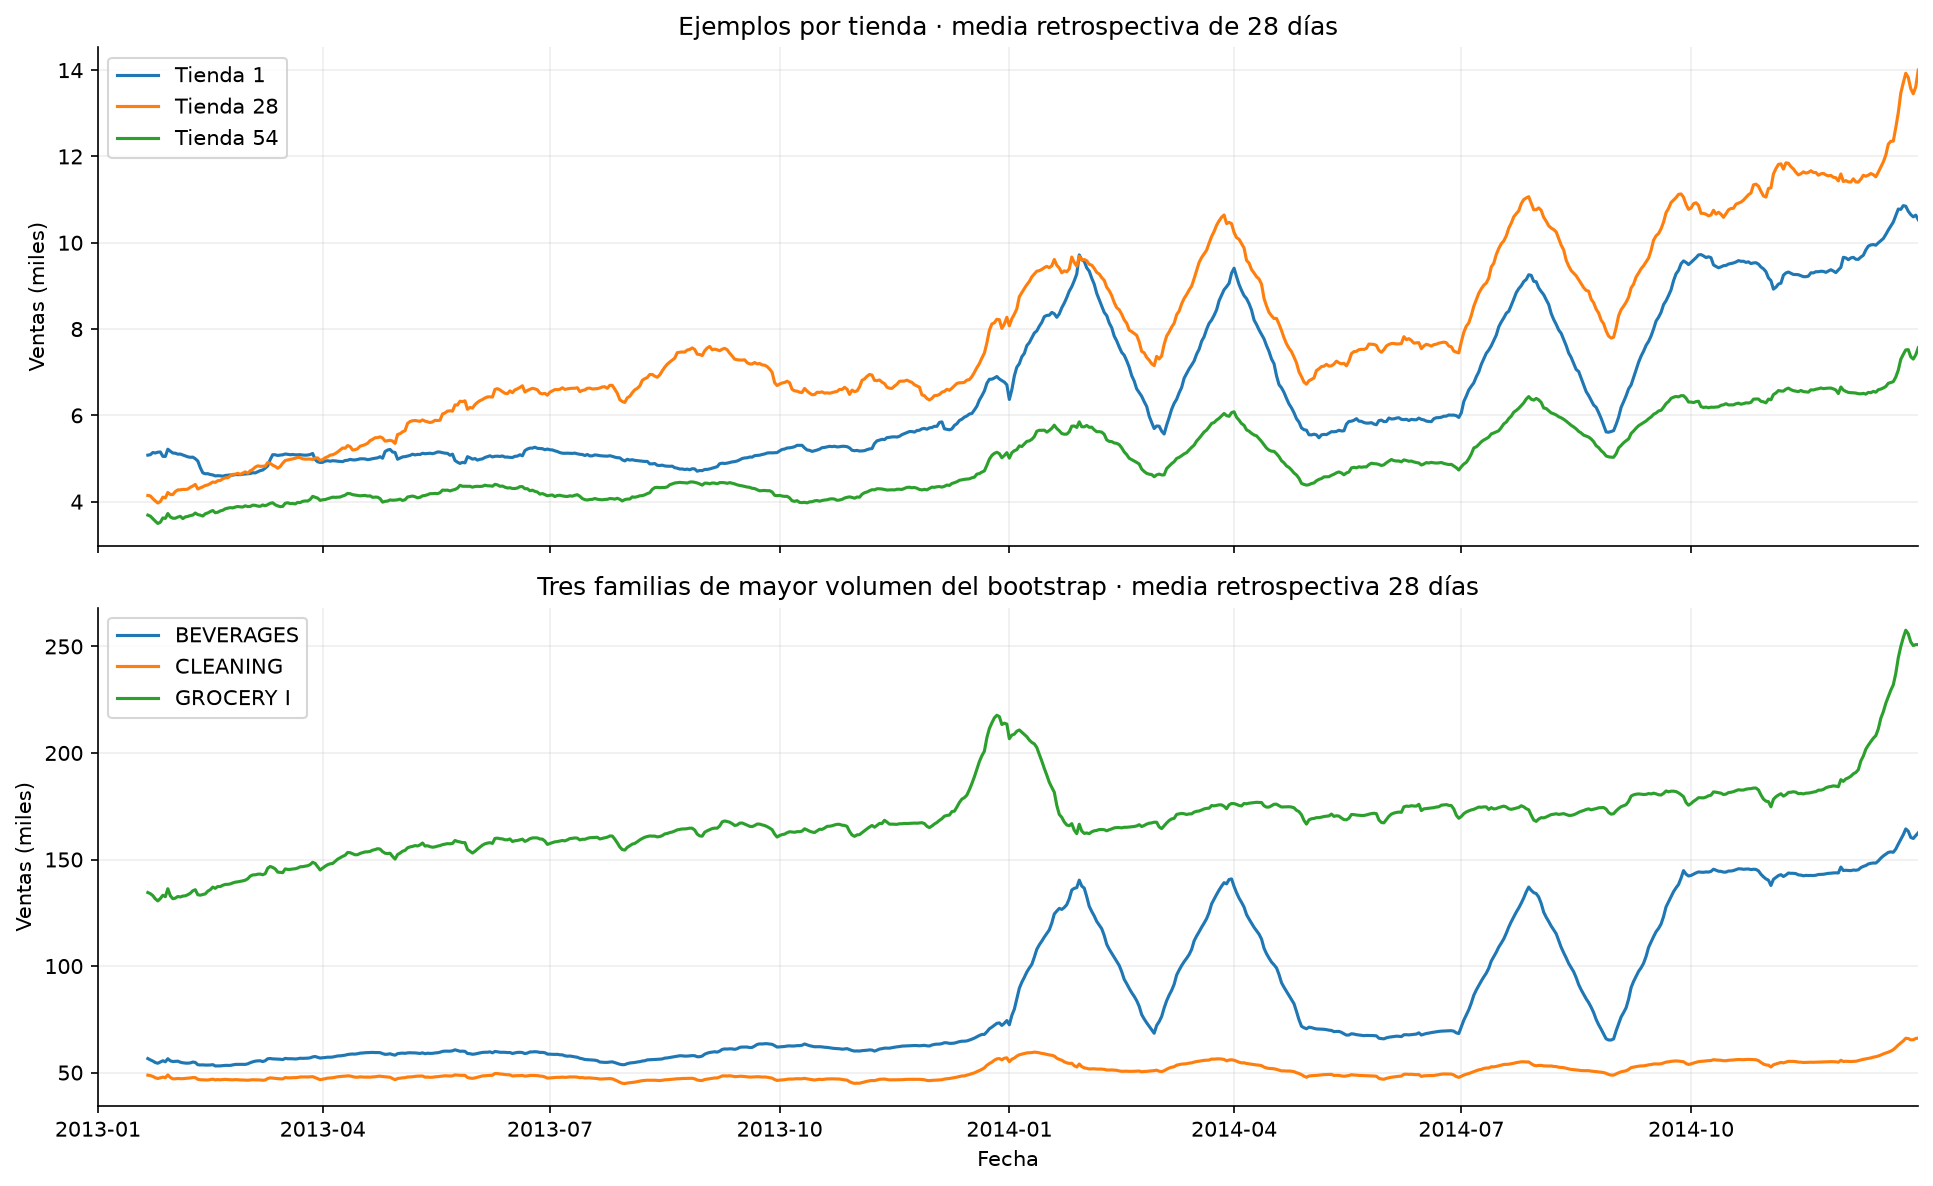 Ejemplos por tienda · media retrospectiva de 28 días
Tienda 1
Tienda 28
Tienda 54
14
12
10
8
6
4
Ventas (miles)
Tres familias de mayor volumen del bootstrap · media retrospectiva 28 días
BEVERAGES
CLEANING
GROCERY I
250
200
150
100
50
Ventas (miles)
2013-01 2013-04 2013-07 2013-10 2014-01 2014-04 2014-07 2014-10
Fecha